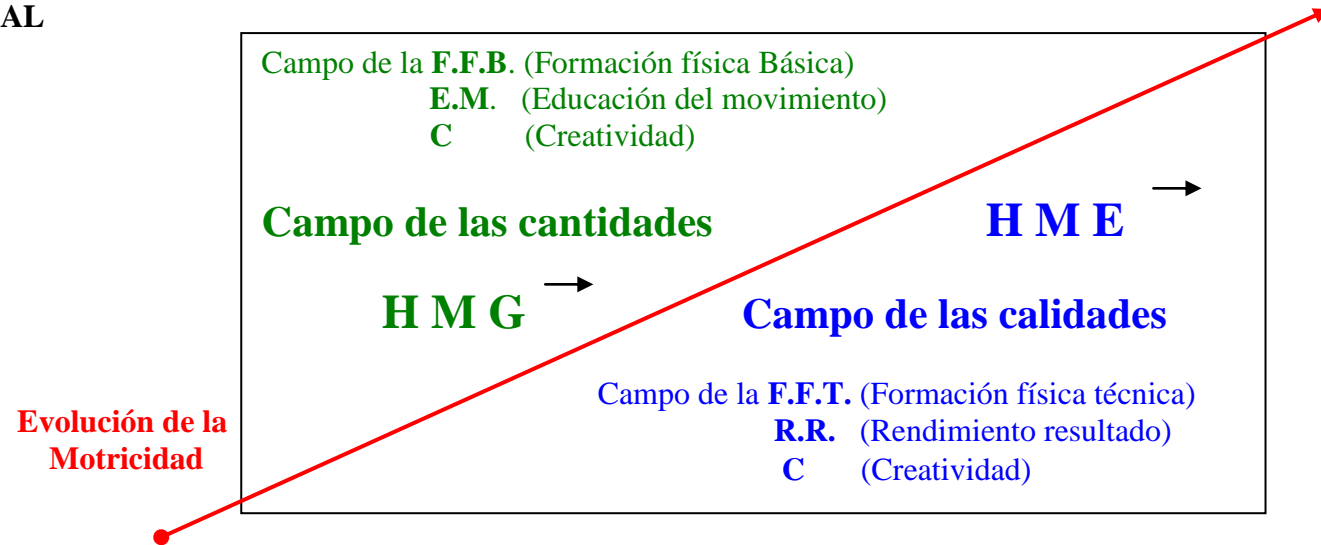 AL
Campo de la F.F.B. (Formación física Básica)
E.M. (Educación del movimiento)
C (Creatividad)
Campo de las cantidades
H M E
H M G
Campo de las calidades
Campo de la F.F.T. (Formación física técnica)
R.R. (Rendimiento resultado)
C (Creatividad)
Evolución de la
Motricidad